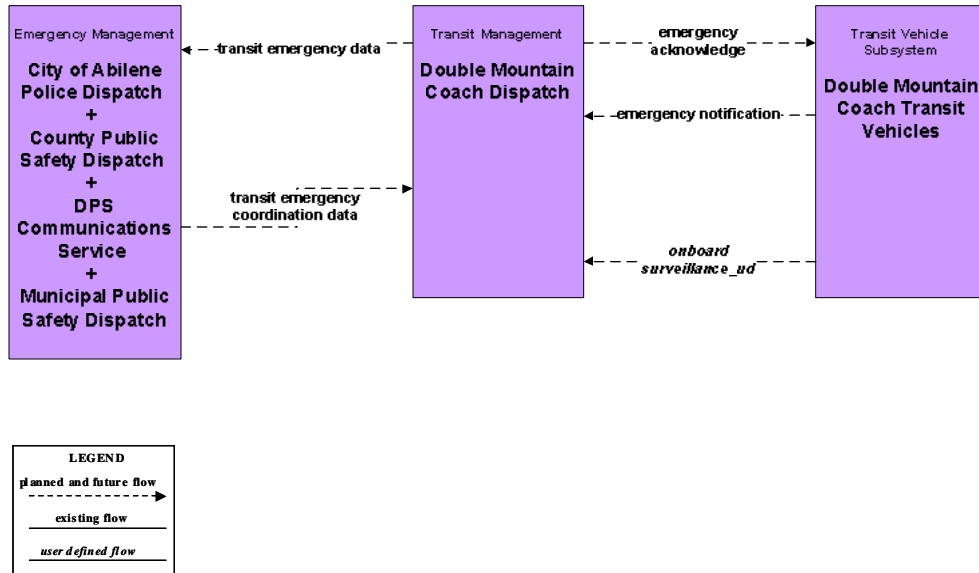 Emergency Management
City of Abilene
Police Dispatch
+
County Public
Safety Dispatch
+
DPS
Communications
Service
+
Municipal Public
Safety Dispatch
transit emergency data
transit emergency
coordination data
Transit Management
Double Mountain
Coach Dispatch
emergency
acknowledge
emergency notification
onboard
surveillance_ud
Transit Vehicle
Subsystem
Double Mountain
Coach Transit
Vehicles
LEGEND
planned and future flow
existing flow
user defined flow